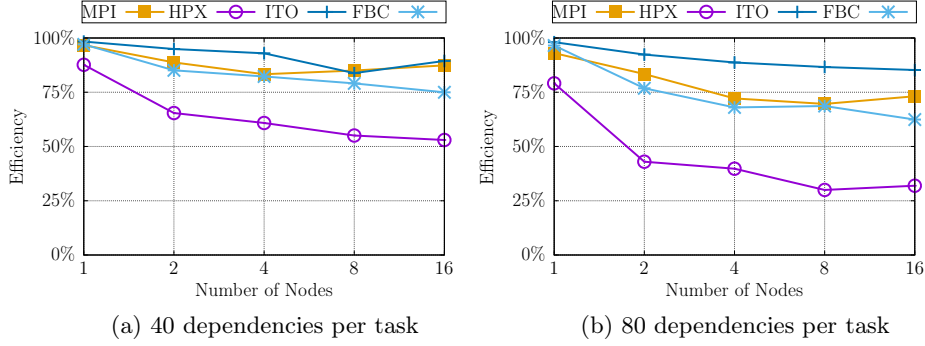 MPI HPX ITO FBC
100%
75%
50%
25%
0%
Efficiency
1 2 4 8 16
Number of Nodes
(a) 40 dependencies per task
MPI HPX ITO FBC
100%
75%
50%
25%
0%
Efficiency
1 2 4 8 16
Number of Nodes
(b) 80 dependencies per task